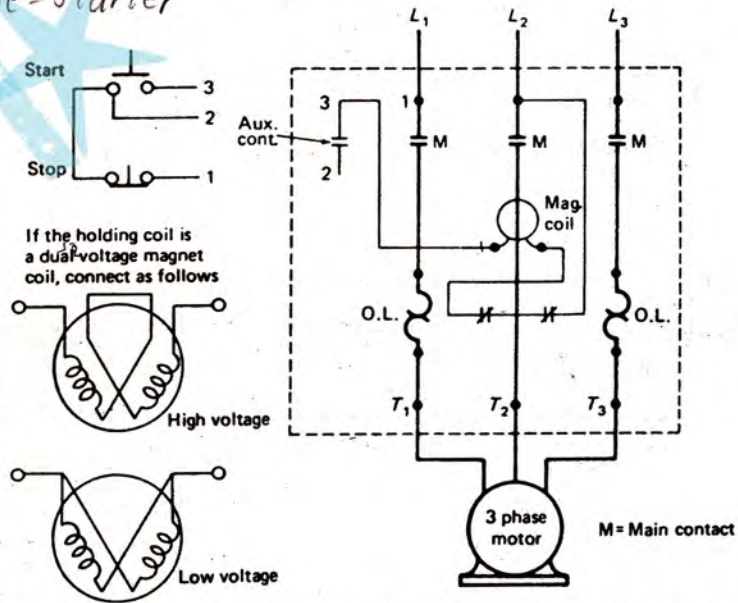 e-starter
L1 L2 L3
Start
3
2
Stop
1
3
Aux.
cont.
2
1
M
M
M
Mag.
coil
If the holding coil is
a dual-voltage magnet
coil, connect as follows
O.L.
O.L.
High voltage
T1 T2 T3
3 phase
motor
M = Main contact
Low voltage